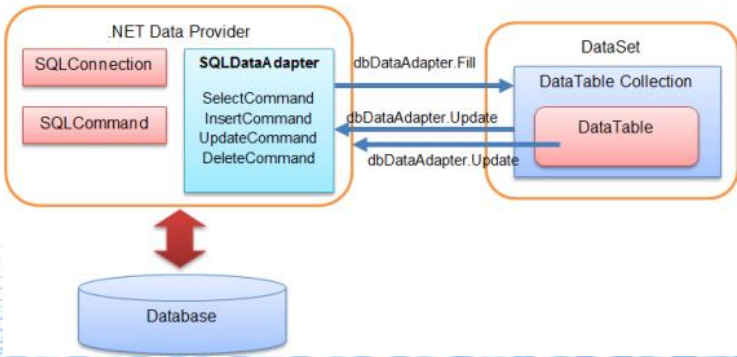 .NET Data Provider
SQLConnection
SQLCommand
SQLDataAdapter
SelectCommand
InsertCommand
UpdateCommand
DeleteCommand
dbDataAdapter.Fill
dbDataAdapter.Update
dbDataAdapter.Update
DataSet
DataTable Collection
DataTable
Database